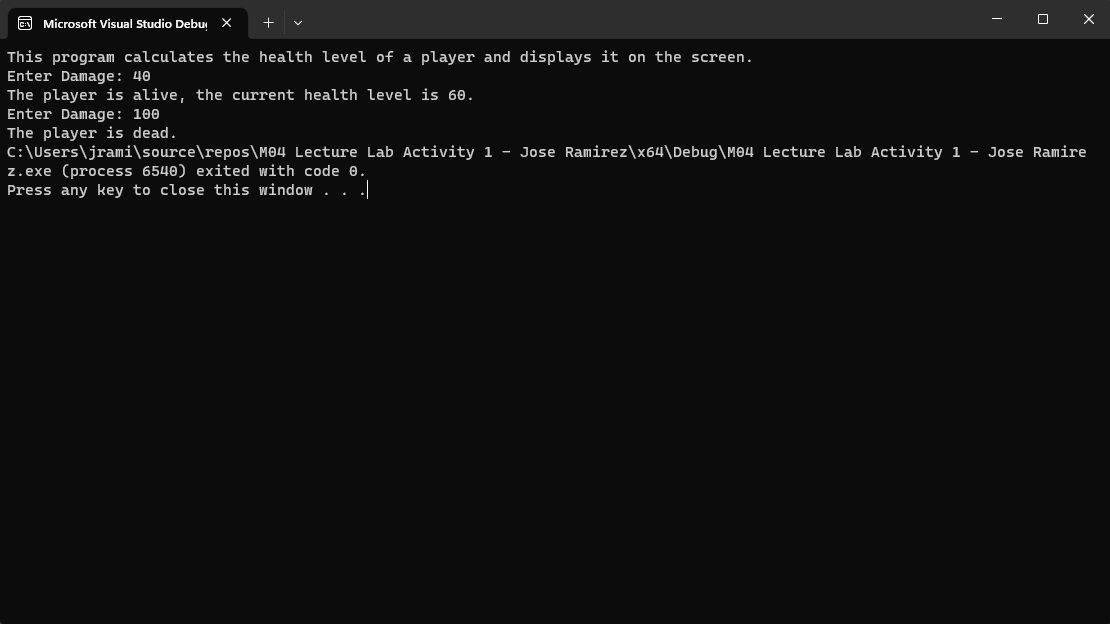 Microsoft Visual Studio Debu
This program calculates the health level of a player and displays it on the screen.
Enter Damage: 40
The player is alive, the current health level is 60.
Enter Damage: 100
The player is dead.
C:\Users\jrami\source\repos\M04 Lecture Lab Activity 1 - Jose Ramirez\x64\Debug\M04 Lecture Lab Activity 1 - Jose Ramire
z.exe (process 6540) exited with code 0.
Press any key to close this window . . .